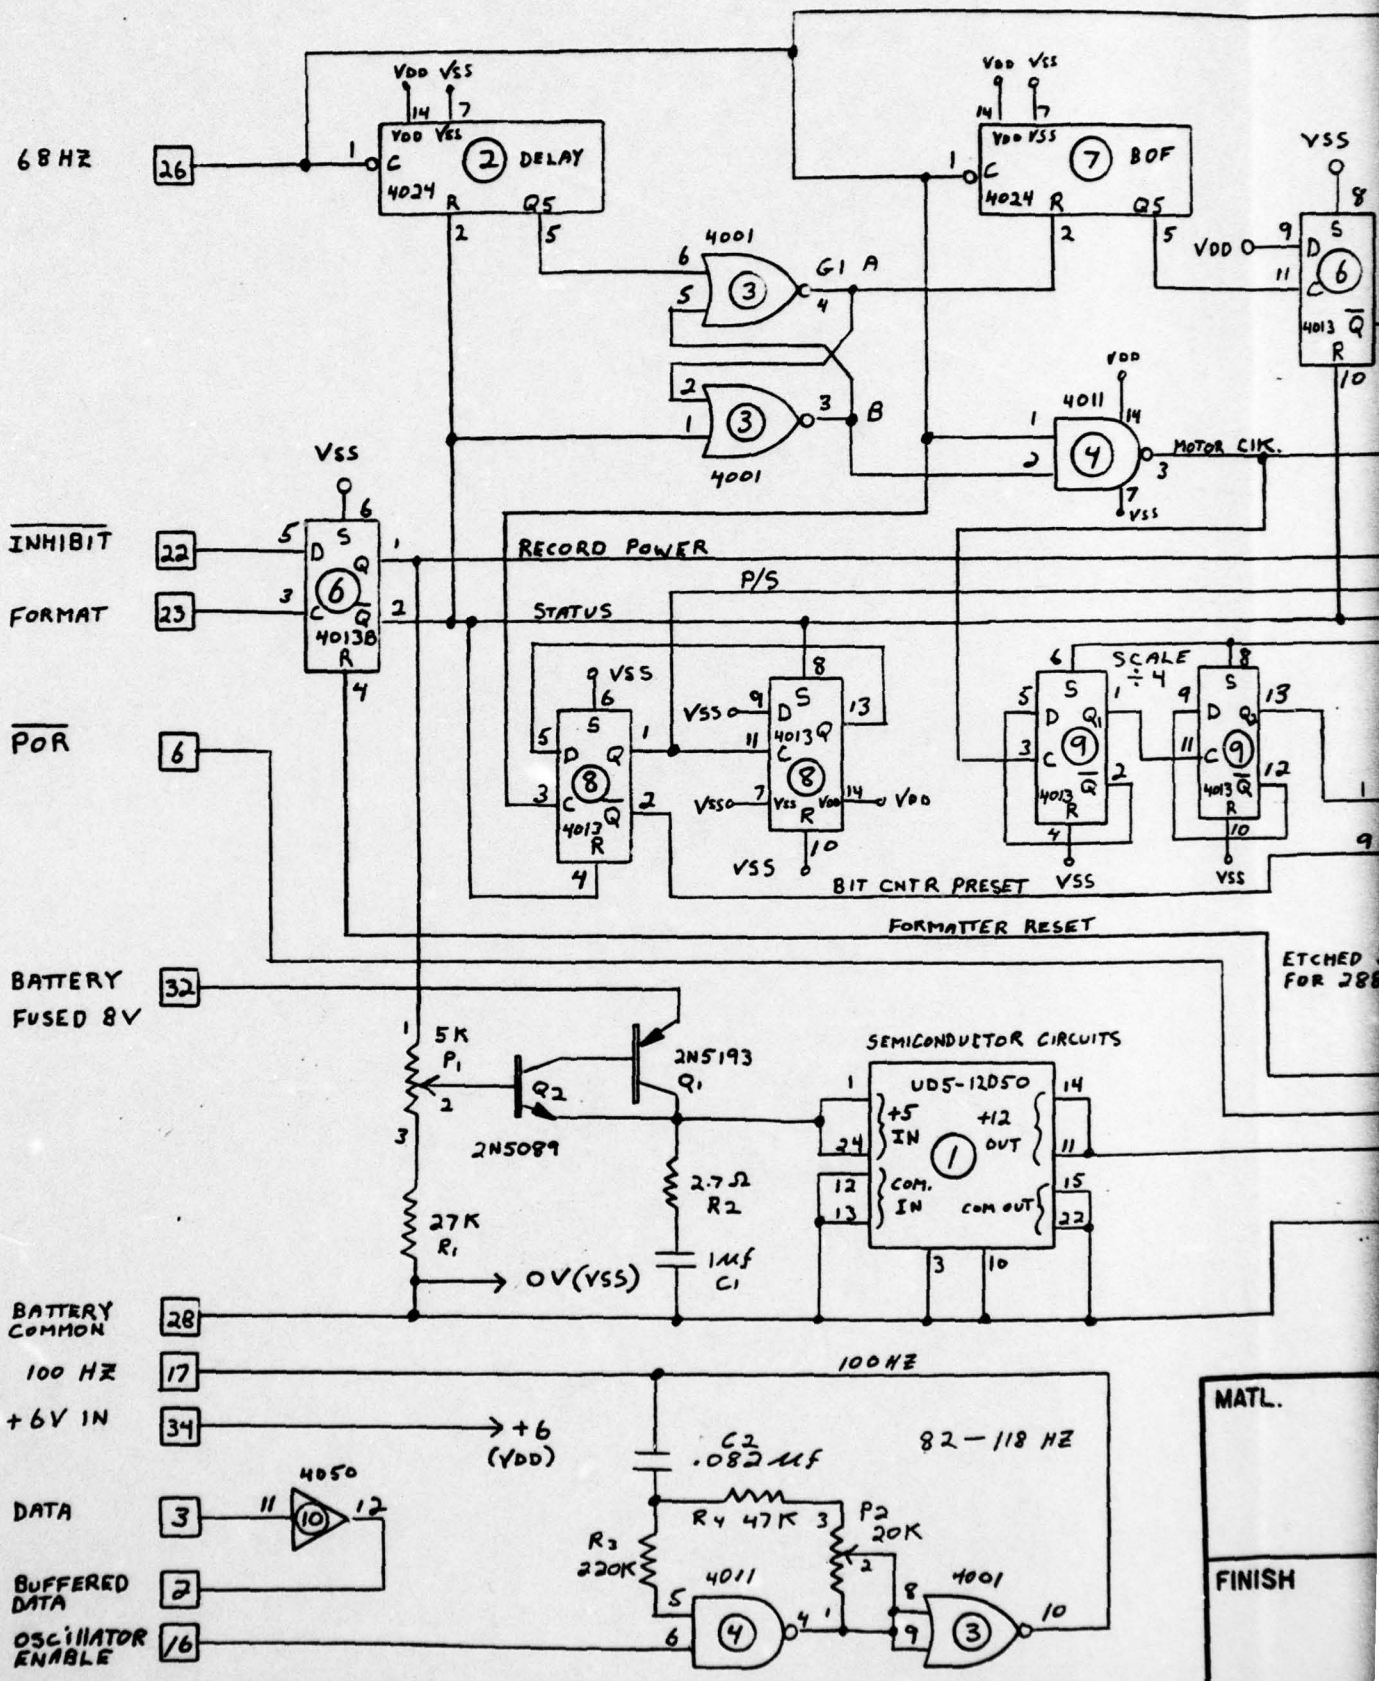 68 HZ
26
VDD VSS
14 7
VDD VSS
1 C
2 DELAY
4024 R Q5
2 5
VDD VSS
14 7
VDD VSS
1 C
7 BOF
4024 R Q5
2 5
VSS
8
S
VDD 9 D
6
11 C
4013 Q
R
10
4001
6
5
3
G1 A
4
2
1
3
3 B
4001
VDD
4011
14
1
2
4
3 MOTOR CIK.
7
VSS
VSS
6
INHIBIT
22
5 D S Q 1
RECORD POWER
FORMAT
23
3 C 6 Q 2
STATUS
4013B
R
4
P/S
VSS
6
S
5 D Q 1
8
3 C Q 2
4013
R
4
8
VSS 9 D S
4013 Q 13
11 C
8
VSS 7 VSS VDD 14 VDD
R
10
VSS
BIT CNTR PRESET
SCALE
÷ 4
6
S
5 D Q1 1
3 C 9
4013 Q 2
R
4
VSS
8
S
9 D Q2 13
11 C 9
4013 Q 12
R
10
VSS
1
9
POR
6
FORMATTER RESET
ETCHED
FOR 288
BATTERY
FUSED 8V
32
1 5K
P1
2
3
Q2
2N5089
2N5193
Q1
27K
R1
0V (VSS)
2.7 Ω
R2
1µf
C1
SEMICONDUCTOR CIRCUITS
UD5-12D50
1 +5 IN 24
+12 OUT 14 11
1
12 COM. IN 13
COM OUT 15 22
3 10
BATTERY
COMMON
28
100 HZ
17
100 HZ
+6V IN
34
+6
(VDD)
C2
.082 µf
82 – 118 HZ
DATA
3
4050
11 10 12
R4 47K
3 P2
20K
2
R3
220K
BUFFERED
DATA
2
4011
5
6
4
4 1
4001
8
9
3
10
OSCillATOR
ENABLE
16
MATL.
FINISH